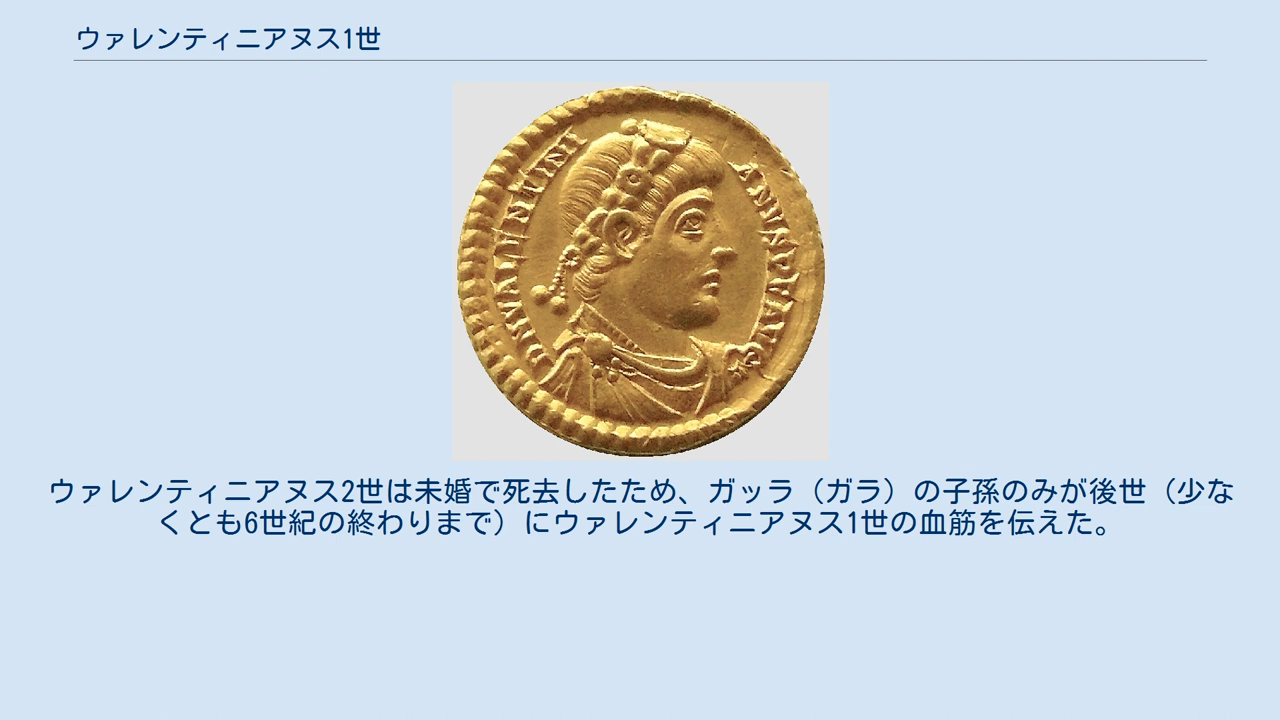 ウァレンティニアヌス1世
DN VALENTINI
ANVS P F AVG
ウァレンティニアヌス2世は未婚で死去したため、ガッラ（ガラ）の子孫のみが後世（少な
くとも6世紀の終わりまで）にウァレンティニアヌス1世の血筋を伝えた。